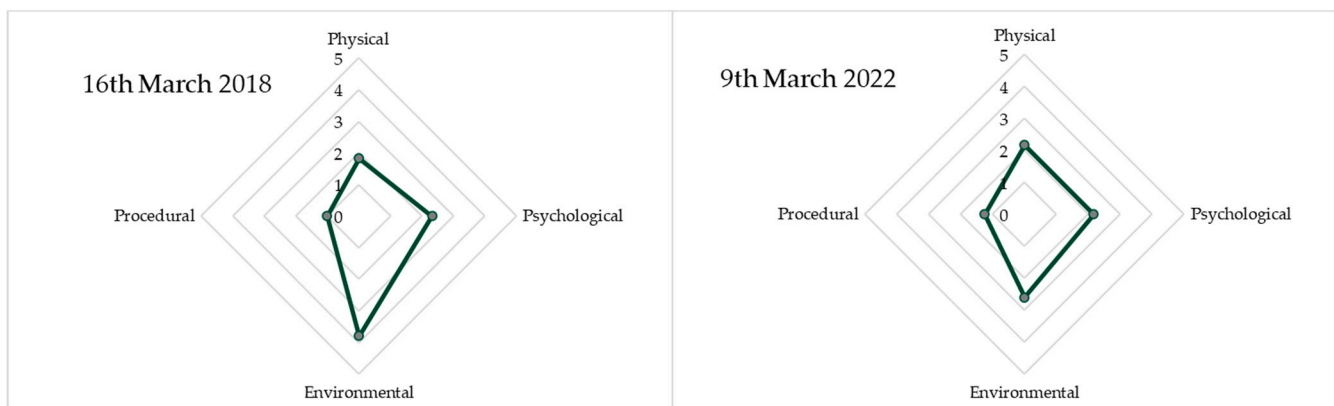 Physical
5
16th March 2018
4
3
2
1
Procedural
0
Psychological
Environmental
Physical
5
9th March 2022
4
3
2
1
Procedural
0
Psychological
Environmental